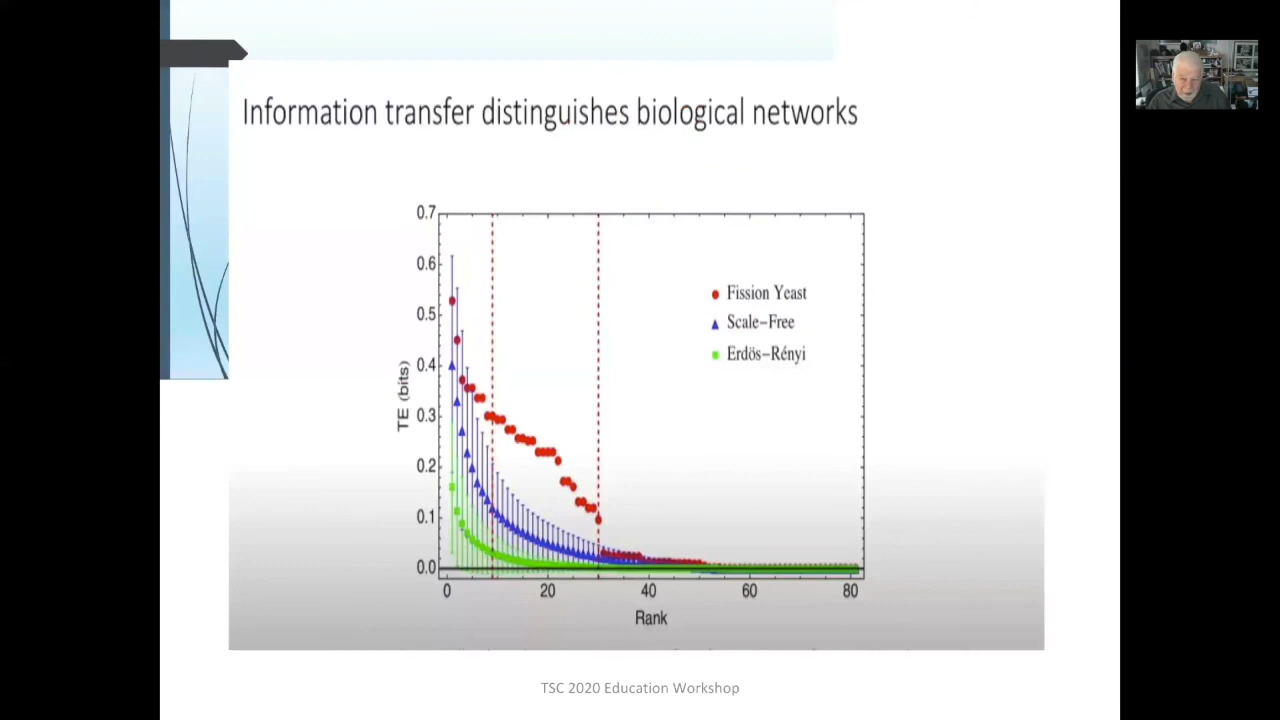 Information transfer distinguishes biological networks
0.7
0.6
0.5
0.4
0.3
0.2
0.1
0.0
TE (bits)
Fission Yeast
Scale-Free
Erdös-Rényi
0 20 40 60 80
Rank
TSC 2020 Education Workshop